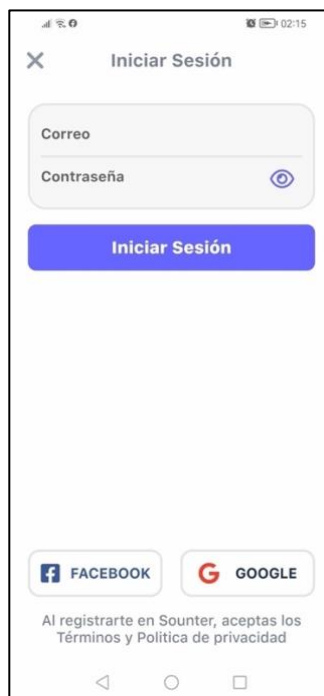 02:15
Iniciar Sesión
Correo
Contraseña
Iniciar Sesión
FACEBOOK
GOOGLE
Al registrarte en Sounter, aceptas los
Términos y Politica de privacidad